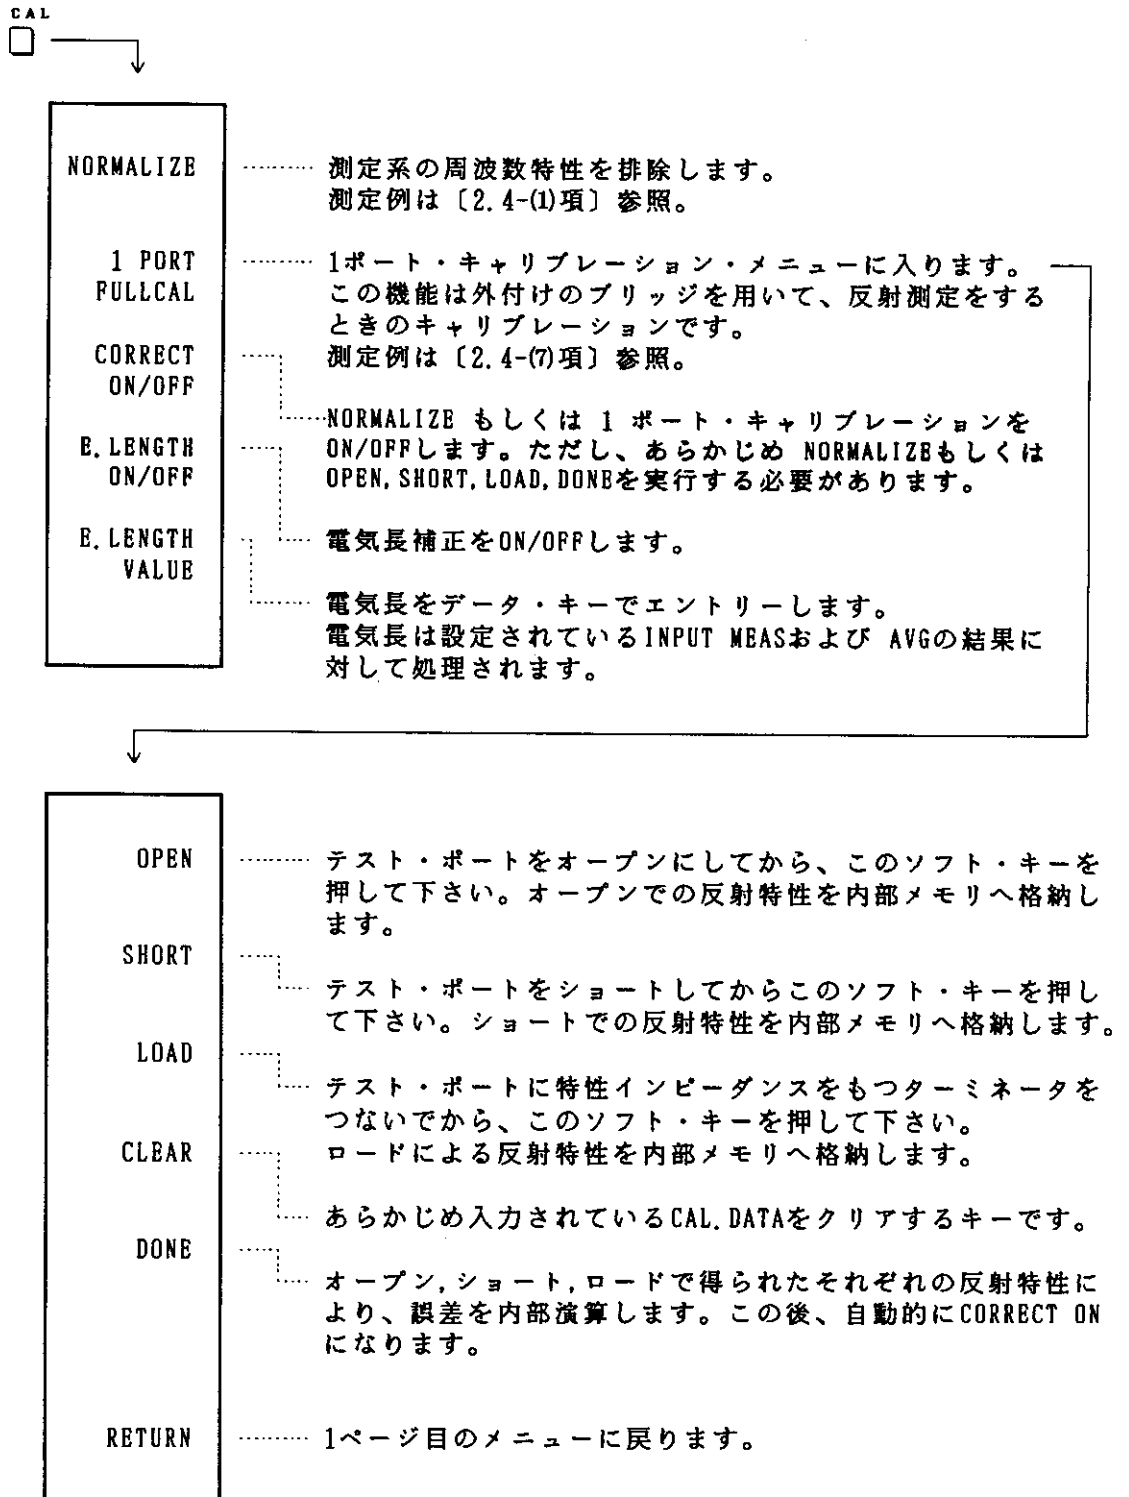 CAL
NORMALIZE ‥‥‥ 測定系の周波数特性を排除します。
測定例は〔2.4-(1)項〕参照。
1 PORT
FULLCAL
1ポート・キャリブレーション・メニューに入ります。
この機能は外付けのブリッジを用いて、反射測定をする
ときのキャリブレーションです。
測定例は〔2.4-(7)項〕参照。
CORRECT
ON/OFF
NORMALIZE もしくは 1 ポート・キャリブレーションを
ON/OFFします。ただし、あらかじめ NORMALIZEもしくは
OPEN,SHORT,LOAD,DONEを実行する必要があります。
E.LENGTH
ON/OFF
電気長補正をON/OFFします。
E.LENGTH
VALUE
電気長をデータ・キーでエントリーします。
電気長は設定されているINPUT MEASおよび AVGの結果に
対して処理されます。
OPEN
テスト・ポートをオープンにしてから、このソフト・キーを
押して下さい。オープンでの反射特性を内部メモリへ格納し
ます。
SHORT
テスト・ポートをショートしてからこのソフト・キーを押し
て下さい。ショートでの反射特性を内部メモリへ格納します。
LOAD
テスト・ポートに特性インピーダンスをもつターミネータを
つないでから、このソフト・キーを押して下さい。
ロードによる反射特性を内部メモリへ格納します。
CLEAR
あらかじめ入力されているCAL.DATAをクリアするキーです。
DONE
オープン,ショート,ロードで得られたそれぞれの反射特性に
より、誤差を内部演算します。この後、自動的にCORRECT ON
になります。
RETURN
1ページ目のメニューに戻ります。